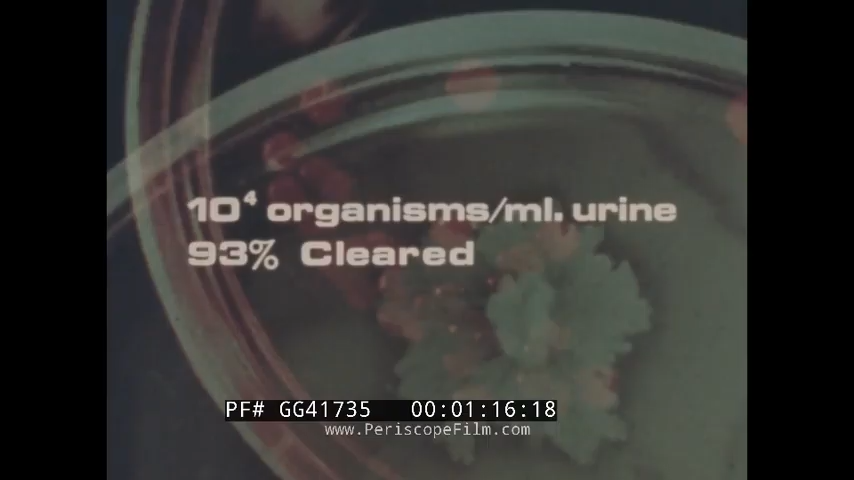 10⁴ organisms/ml. urine
93% Cleared
PF# GG41735 00:01:16:18
www.PeriscopeFilm.com